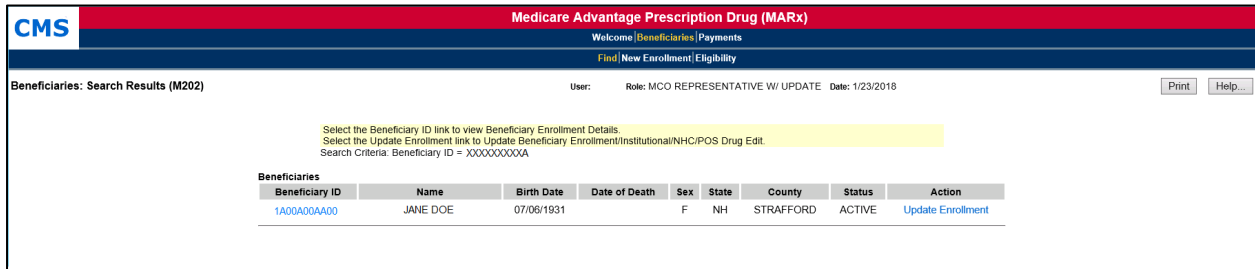 CMS
Medicare Advantage Prescription Drug (MARx)
Welcome|Beneficiaries|Payments
Find|New Enrollment|Eligibility
Beneficiaries: Search Results (M202) User: Role: MCO REPRESENTATIVE W/ UPDATE Date: 1/23/2018 Print Help...
Select the Beneficiary ID link to view Beneficiary Enrollment Details.
Select the Update Enrollment link to Update Beneficiary Enrollment/Institutional/NHC/POS Drug Edit.
Search Criteria: Beneficiary ID = XXXXXXXXXA
Beneficiaries
Beneficiary ID Name Birth Date Date of Death Sex State County Status Action
1A00A00AA00 JANE DOE 07/06/1931 F NH STRAFFORD ACTIVE Update Enrollment